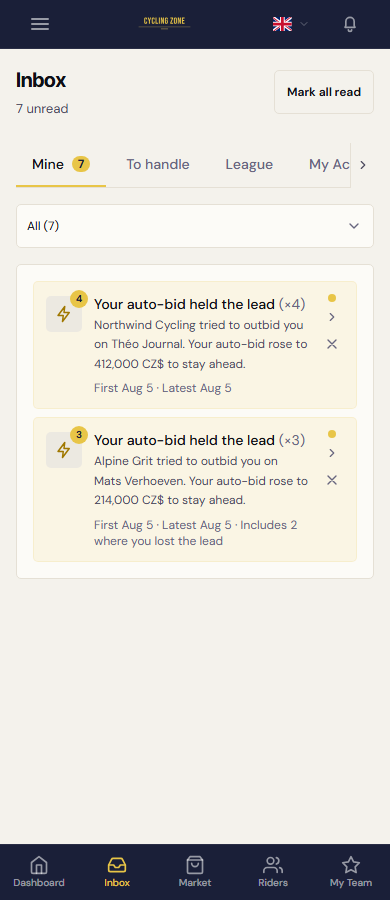 CYCLING ZONE
Inbox
7 unread
Mark all read
Mine 7
To handle
League
My Ac
All (7)
4
Your auto-bid held the lead (×4)
Northwind Cycling tried to outbid you
on Théo Journal. Your auto-bid rose to
412,000 CZ$ to stay ahead.
First Aug 5 · Latest Aug 5
3
Your auto-bid held the lead (×3)
Alpine Grit tried to outbid you on
Mats Verhoeven. Your auto-bid rose to
214,000 CZ$ to stay ahead.
First Aug 5 · Latest Aug 5 · Includes 2
where you lost the lead
Dashboard
Inbox
Market
Riders
My Team